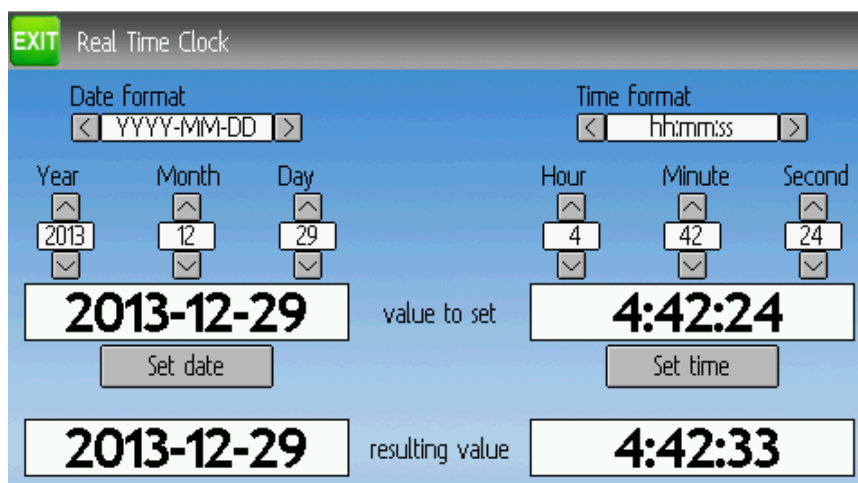 EXIT Real Time Clock
Date format Time format
< YYYY-MM-DD > < hh:mm:ss >
Year Month Day Hour Minute Second
2013 12 29 4 42 24
2013-12-29 value to set 4:42:24
Set date Set time
2013-12-29 resulting value 4:42:33